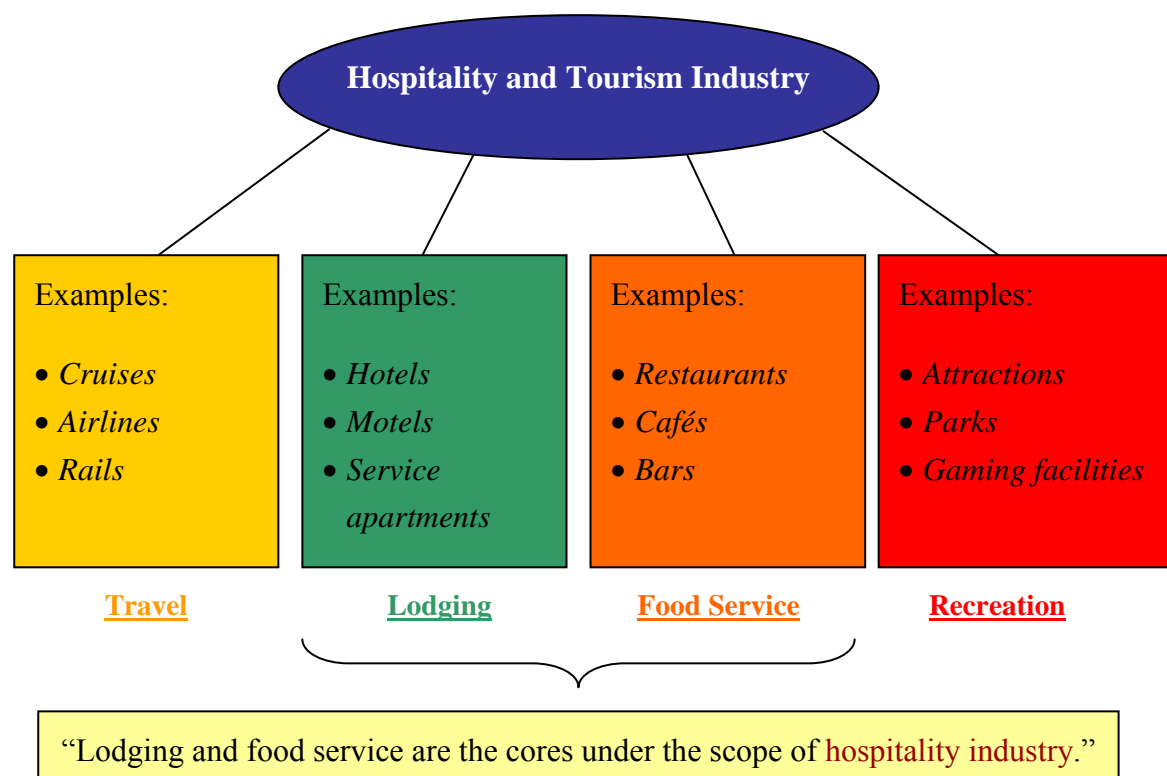 Hospitality and Tourism Industry
Examples:
• Cruises
• Airlines
• Rails
Travel
Examples:
• Hotels
• Motels
• Service
apartments
Lodging
Examples:
• Restaurants
• Cafés
• Bars
Food Service
Examples:
• Attractions
• Parks
• Gaming facilities
Recreation
“Lodging and food service are the cores under the scope of hospitality industry.”